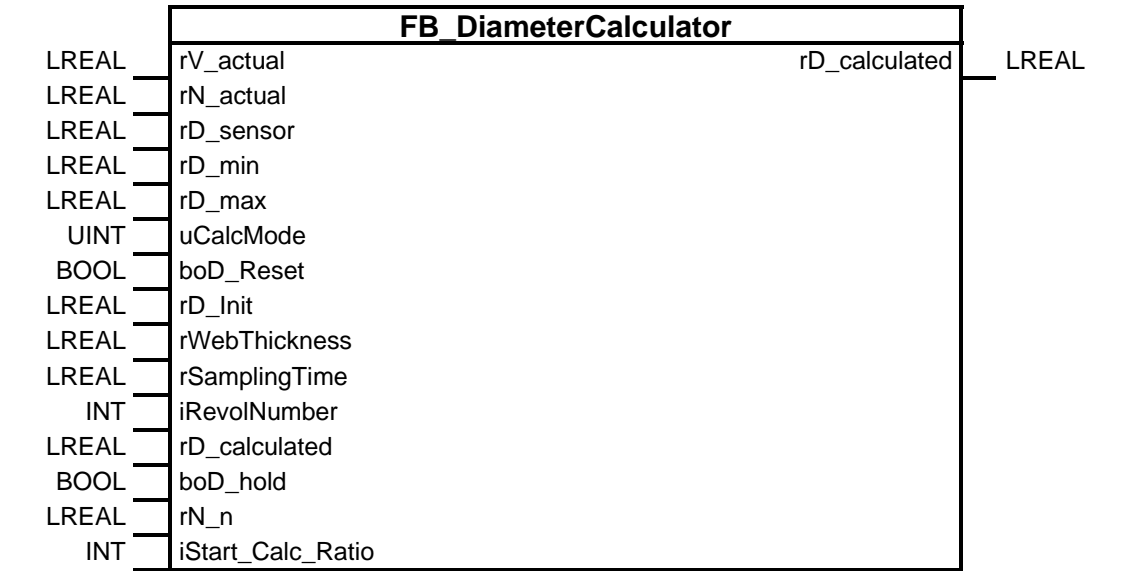 FB_DiameterCalculator
LREAL rV_actual rD_calculated LREAL
LREAL rN_actual
LREAL rD_sensor
LREAL rD_min
LREAL rD_max
UINT uCalcMode
BOOL boD_Reset
LREAL rD_Init
LREAL rWebThickness
LREAL rSamplingTime
INT iRevolNumber
LREAL rD_calculated
BOOL boD_hold
LREAL rN_n
INT iStart_Calc_Ratio